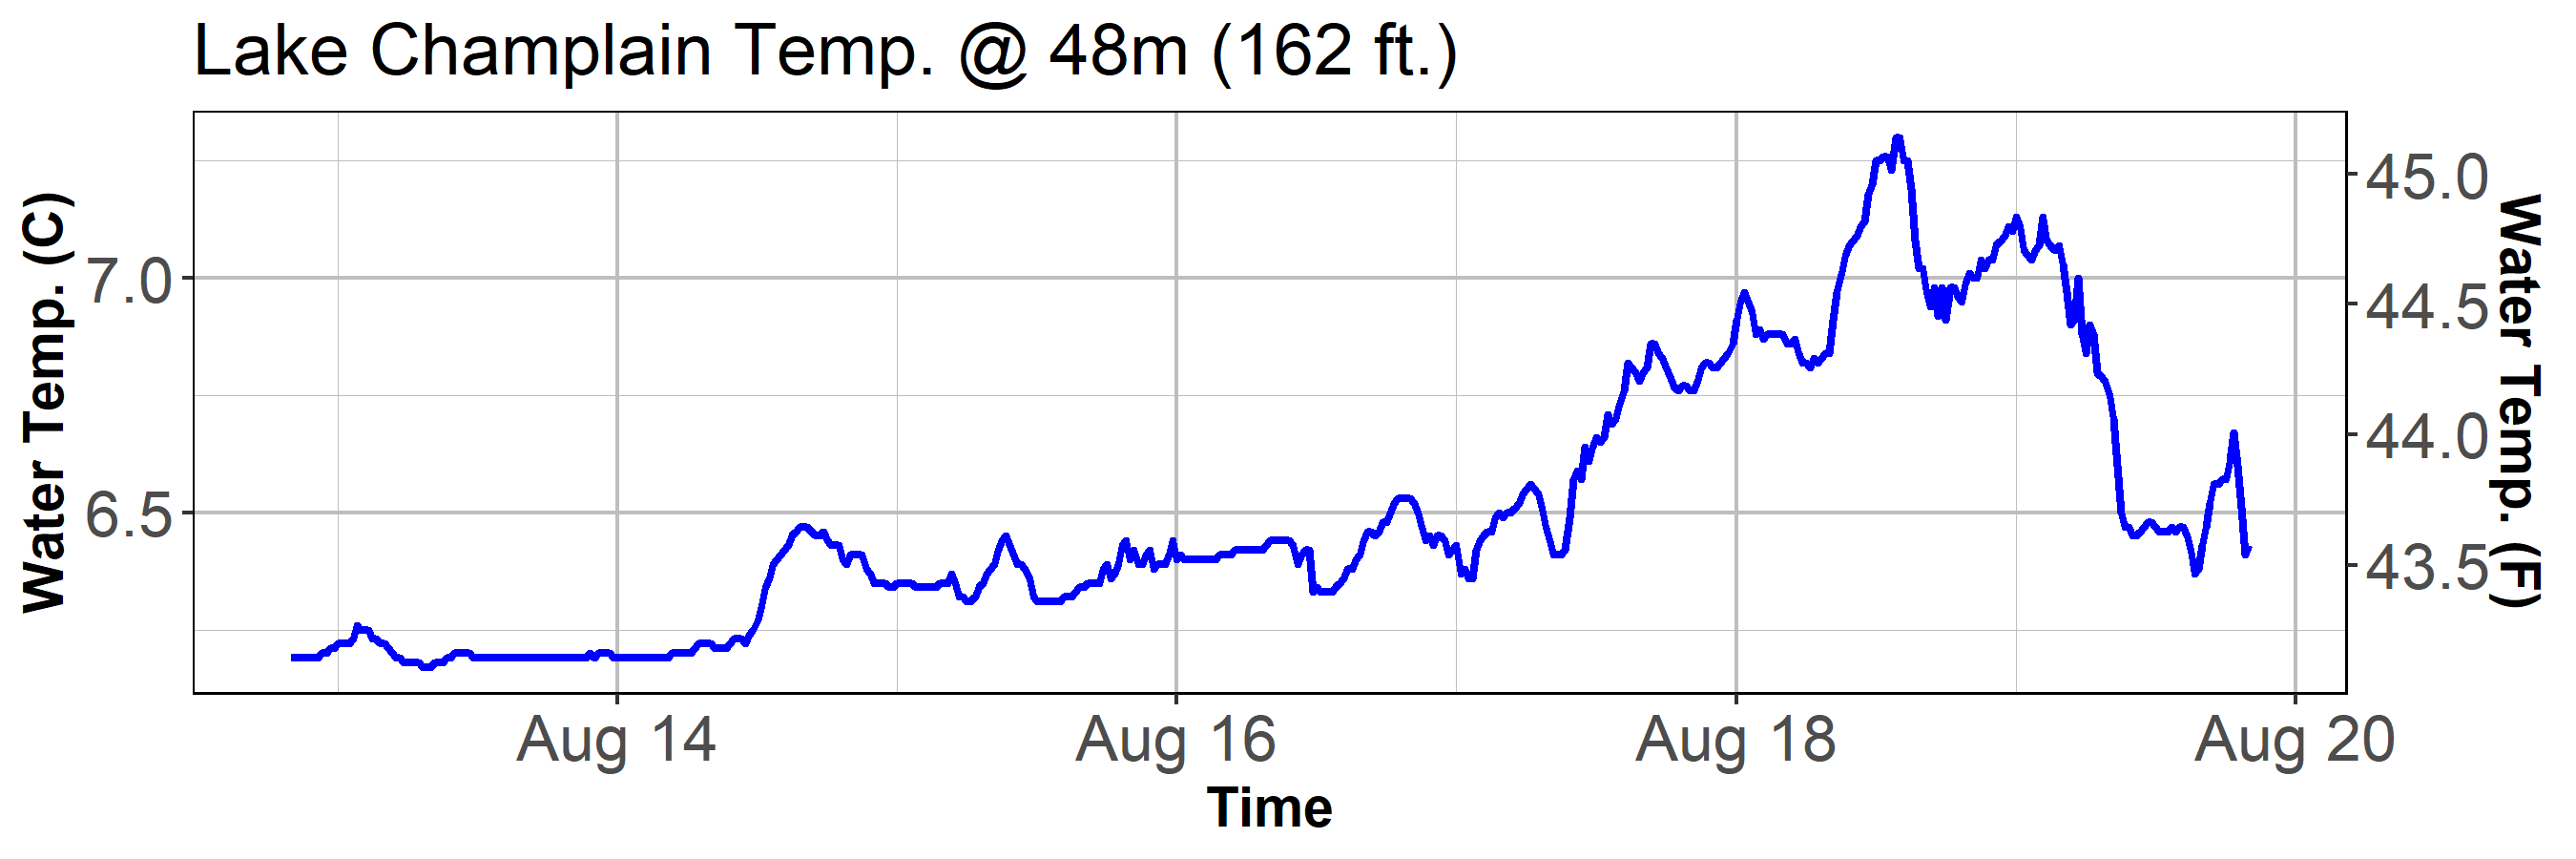 Lake Champlain Temp. @ 48m (162 ft.)
Water Temp. (C)
7.0
6.5
45.0
44.5
44.0
43.5
Water Temp. (F)
Aug 14 Aug 16 Aug 18 Aug 20
Time